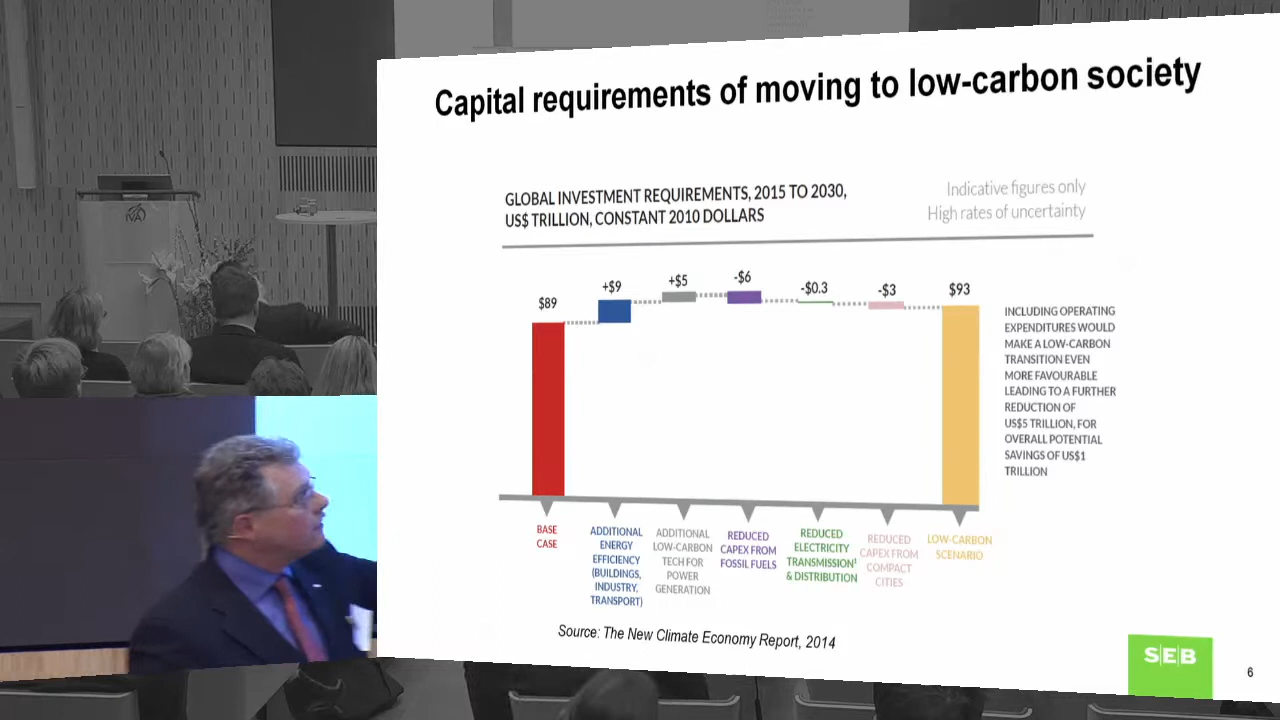 Capital requirements of moving to low-carbon society
GLOBAL INVESTMENT REQUIREMENTS, 2015 TO 2030,
US$ TRILLION, CONSTANT 2010 DOLLARS
Indicative figures only
High rates of uncertainty
$89
+$9
+$5
-$6
-$0.3
-$3
$93
INCLUDING OPERATING
EXPENDITURES WOULD
MAKE A LOW-CARBON
TRANSITION EVEN
MORE FAVOURABLE
LEADING TO A FURTHER
REDUCTION OF
US$5 TRILLION, FOR
OVERALL POTENTIAL
SAVINGS OF US$1
TRILLION
BASE
CASE
ADDITIONAL
ENERGY
EFFICIENCY
(BUILDINGS,
INDUSTRY,
TRANSPORT)
ADDITIONAL
LOW-CARBON
TECH FOR
POWER
GENERATION
REDUCED
CAPEX FROM
FOSSIL FUELS
REDUCED
ELECTRICITY
TRANSMISSION¹
& DISTRIBUTION
REDUCED
CAPEX FROM
COMPACT
CITIES
LOW-CARBON
SCENARIO
Source: The New Climate Economy Report, 2014
SEB
6